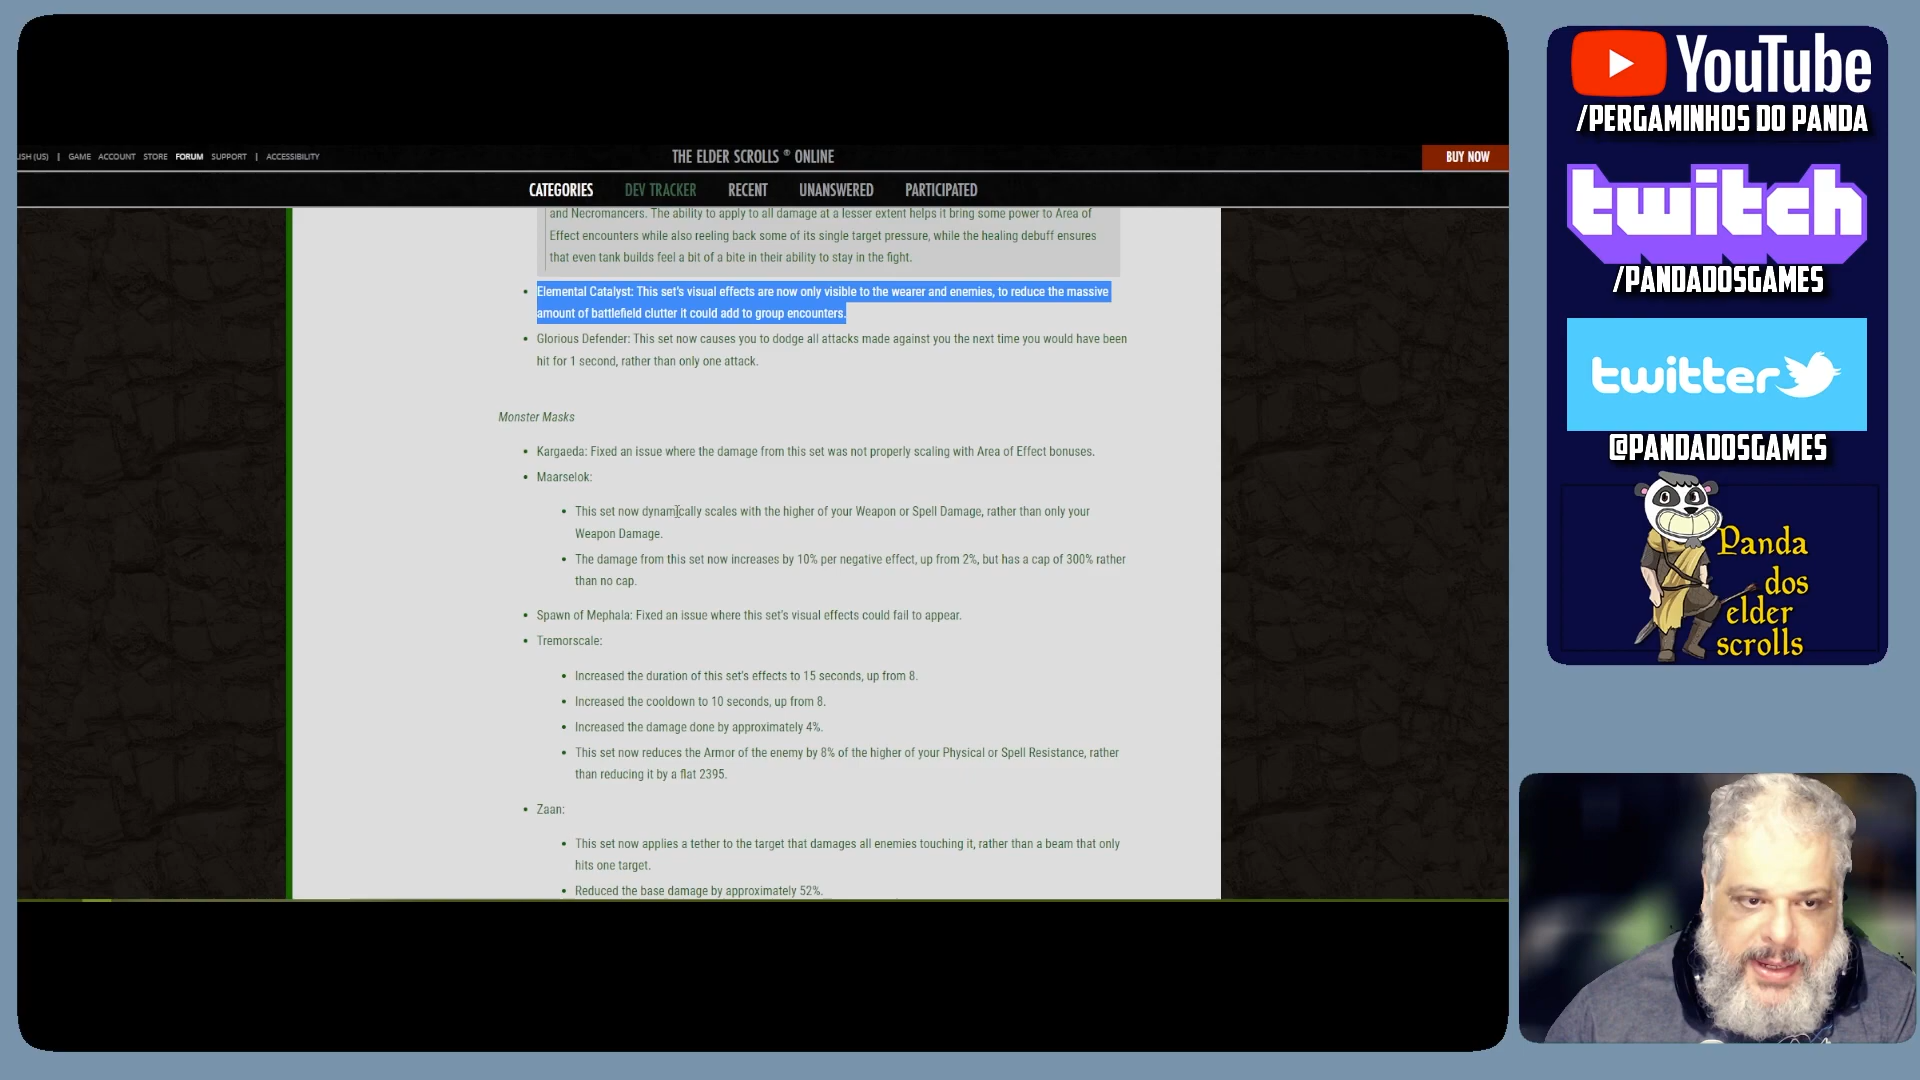 JSH (US) | GAME ACCOUNT STORE FORUM SUPPORT | ACCESSIBILITY
THE ELDER SCROLLS ® ONLINE
BUY NOW
CATEGORIES DEV TRACKER RECENT UNANSWERED PARTICIPATED
and Necromancers. The ability to apply to all damage at a lesser extent helps it bring some power to Area of
Effect encounters while also reeling back some of its single target pressure, while the healing debuff ensures
that even tank builds feel a bit of a bite in their ability to stay in the fight.
Elemental Catalyst: This set's visual effects are now only visible to the wearer and enemies, to reduce the massive
amount of battlefield clutter it could add to group encounters.
Glorious Defender: This set now causes you to dodge all attacks made against you the next time you would have been
hit for 1 second, rather than only one attack.
Monster Masks
Kargaeda: Fixed an issue where the damage from this set was not properly scaling with Area of Effect bonuses.
Maarselok:
This set now dynamically scales with the higher of your Weapon or Spell Damage, rather than only your
Weapon Damage.
The damage from this set now increases by 10% per negative effect, up from 2%, but has a cap of 300% rather
than no cap.
Spawn of Mephala: Fixed an issue where this set's visual effects could fail to appear.
Tremorscale:
Increased the duration of this set's effects to 15 seconds, up from 8.
Increased the cooldown to 10 seconds, up from 8.
Increased the damage done by approximately 4%.
This set now reduces the Armor of the enemy by 8% of the higher of your Physical or Spell Resistance, rather
than reducing it by a flat 2395.
Zaan:
This set now applies a tether to the target that damages all enemies touching it, rather than a beam that only
hits one target.
Reduced the base damage by approximately 52%.
YouTube
/PERGAMINHOS DO PANDA
twitch
/PANDADOSGAMES
twitter
@PANDADOSGAMES
Panda
dos
elder
scrolls